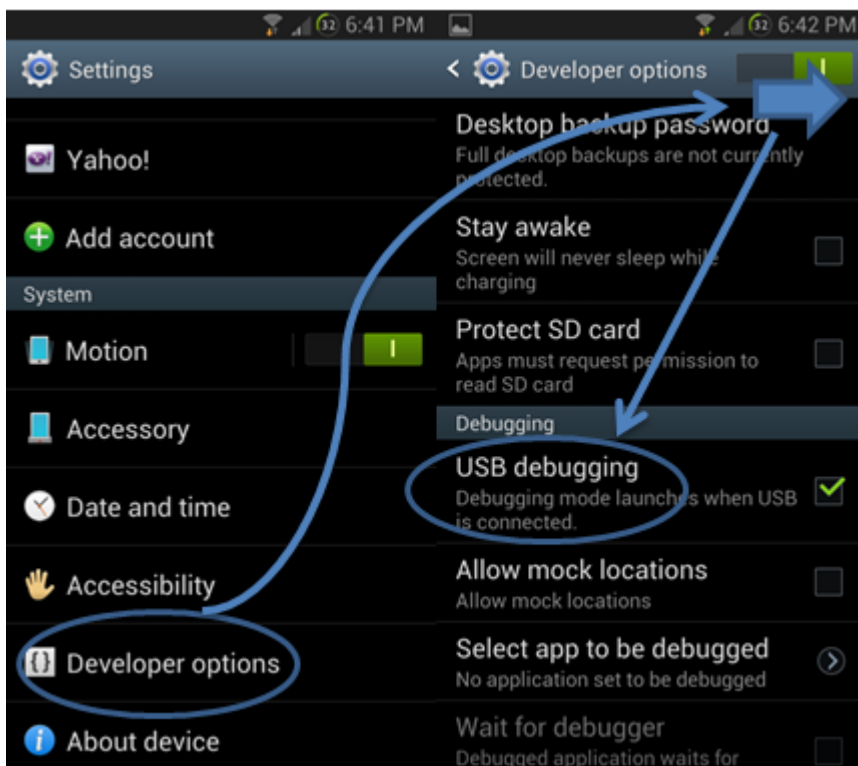 32 6:41 PM
Settings
Yahoo!
Add account
System
Motion
Accessory
Date and time
Accessibility
Developer options
About device
32 6:42 PM
Developer options
Desktop backup password
Full desktop backups are not currently
protected.
Stay awake
Screen will never sleep while
charging
Protect SD card
Apps must request permission to
read SD card
Debugging
USB debugging
Debugging mode launches when USB
is connected.
Allow mock locations
Allow mock locations
Select app to be debugged
No application set to be debugged
Wait for debugger
Debugged application waits for